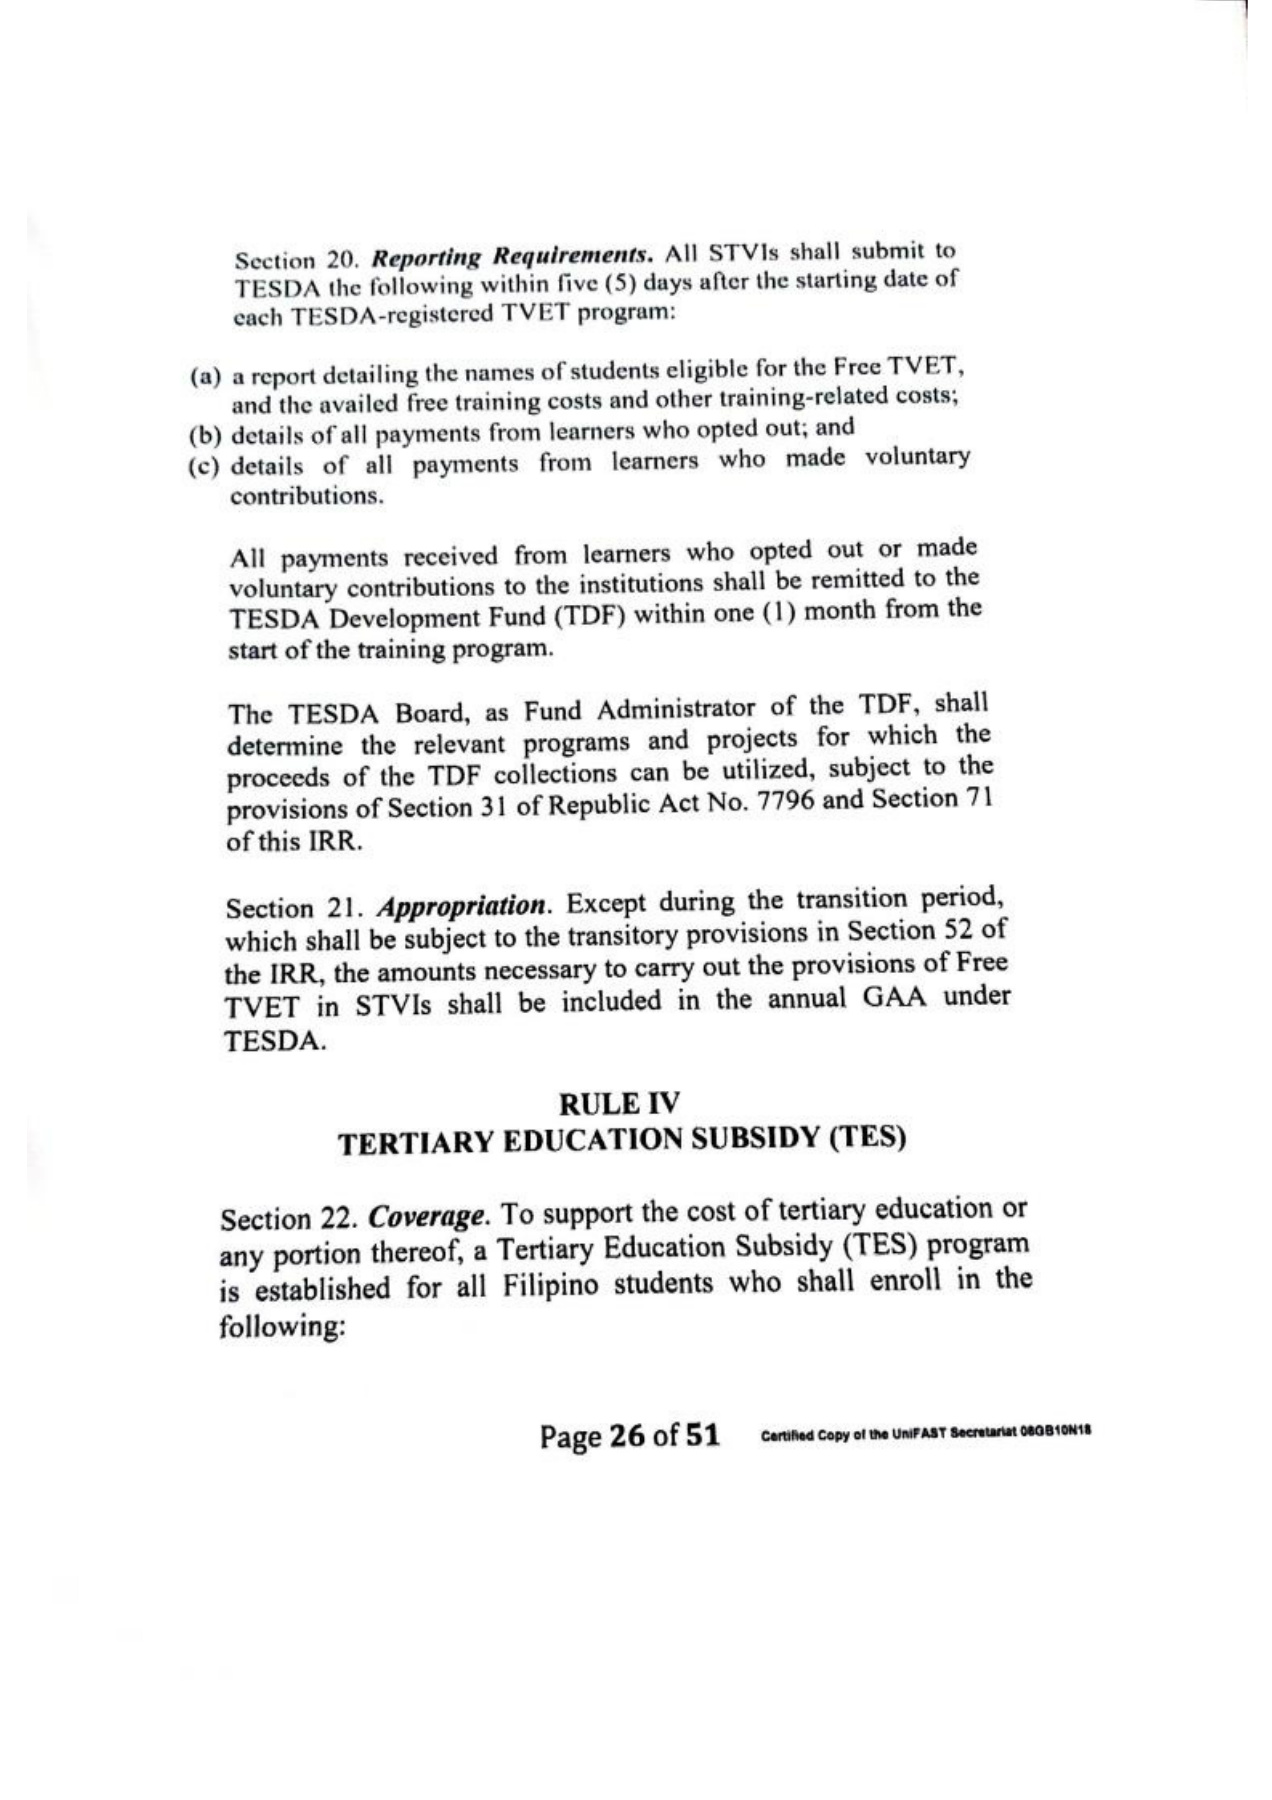 Section 20. Reporting Requirements. All STVIs shall submit to
TESDA the following within five (5) days after the starting date of
each TESDA-registered TVET program:
(a) a report detailing the names of students eligible for the Free TVET,
and the availed free training costs and other training-related costs;
(b) details of all payments from learners who opted out; and
(c) details of all payments from learners who made voluntary
contributions.
All payments received from learners who opted out or made
voluntary contributions to the institutions shall be remitted to the
TESDA Development Fund (TDF) within one (1) month from the
start of the training program.
The TESDA Board, as Fund Administrator of the TDF, shall
determine the relevant programs and projects for which the
proceeds of the TDF collections can be utilized, subject to the
provisions of Section 31 of Republic Act No. 7796 and Section 71
of this IRR.
Section 21. Appropriation. Except during the transition period,
which shall be subject to the transitory provisions in Section 52 of
the IRR, the amounts necessary to carry out the provisions of Free
TVET in STVIs shall be included in the annual GAA under
TESDA.
RULE IV
TERTIARY EDUCATION SUBSIDY (TES)
Section 22. Coverage. To support the cost of tertiary education or
any portion thereof, a Tertiary Education Subsidy (TES) program
is established for all Filipino students who shall enroll in the
following:
Page 26 of 51 Certified Copy of the UniFAST Secretariat 08GB10N18